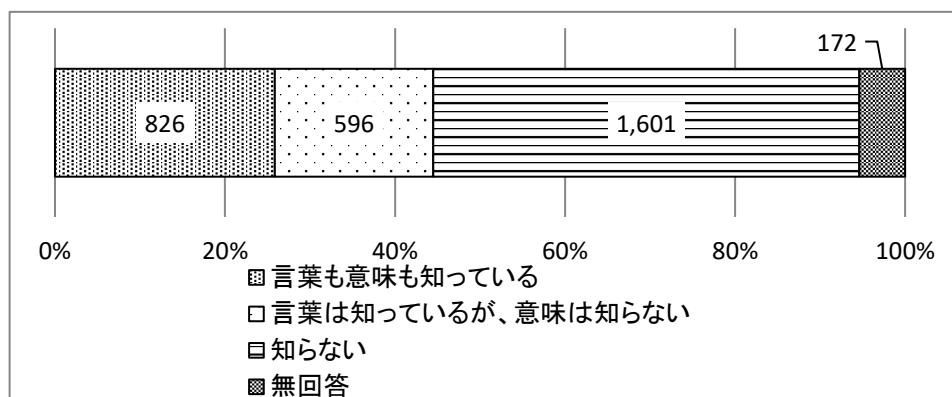 172
826 596 1,601
0% 20% 40% 60% 80% 100%
言葉も意味も知っている
言葉は知っているが、意味は知らない
知らない
無回答